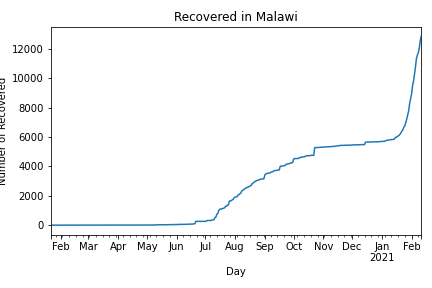 Recovered in Malawi
Number of Recovered
12000
10000
8000
6000
4000
2000
0
Feb Mar Apr May Jun Jul Aug Sep Oct Nov Dec Jan Feb
2021
Day